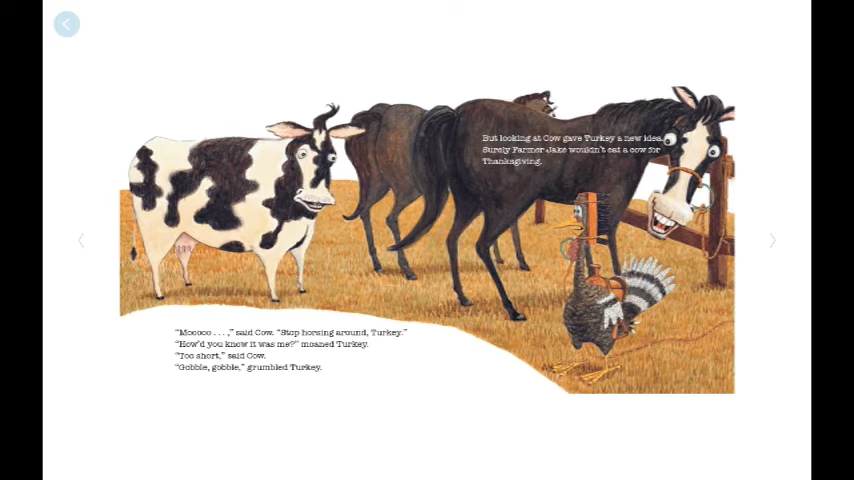 "Mooooo . . . ," said Cow. "Stop horsing around, Turkey."
"How'd you know it was me?" moaned Turkey.
"Too short," said Cow.
"Gobble, gobble," grumbled Turkey.
But looking at Cow gave Turkey a new idea.
Surely Farmer Jake wouldn't eat a cow for
Thanksgiving.